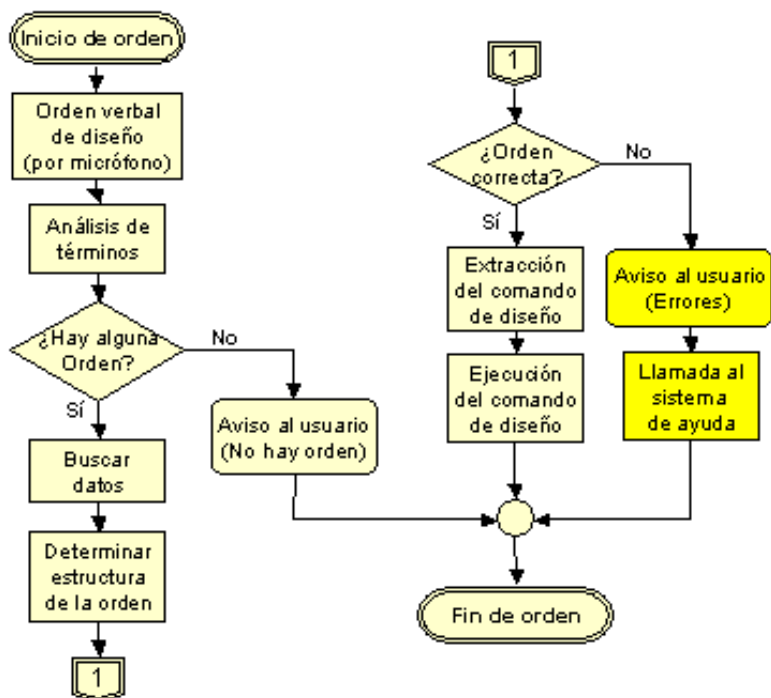 Inicio de orden
Orden verbal
de diseño
(por micrófono)
Análisis de
términos
¿Hay alguna
Orden?
No
Sí
Aviso al usuario
(No hay orden)
Buscar
datos
Determinar
estructura
de la orden
1
1
¿Orden
correcta?
No
Sí
Extracción
del comando
de diseño
Aviso al usuario
(Errores)
Ejecución
del comando
de diseño
Llamada al
sistema
de ayuda
Fin de orden